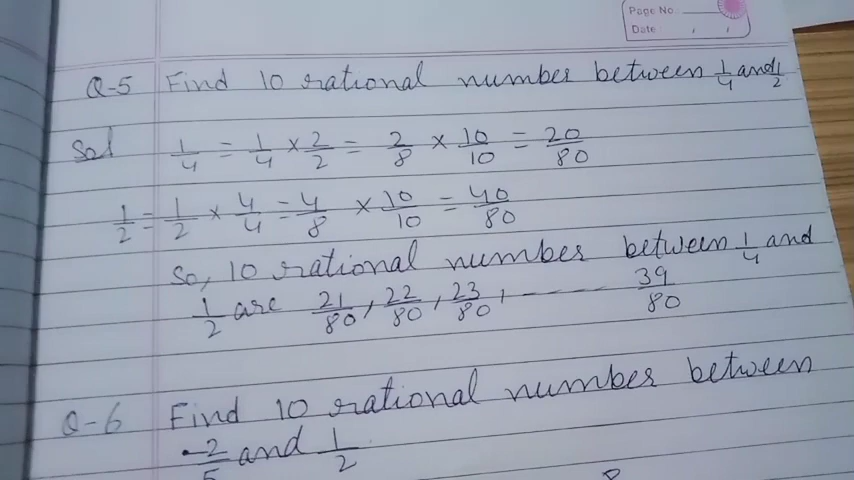 Page No
Date
Q-5 Find 10 rational number between 1/4 and 1/2
Sol 1/4 = 1/4 × 2/2 = 2/8 × 10/10 = 20/80
1/2 = 1/2 × 4/4 = 4/8 × 10/10 = 40/80
So, 10 rational number between 1/4 and
1/2 are 21/80, 22/80, 23/80, ---- 39/80
Q-6 Find 10 rational number between
-2/5 and 1/2